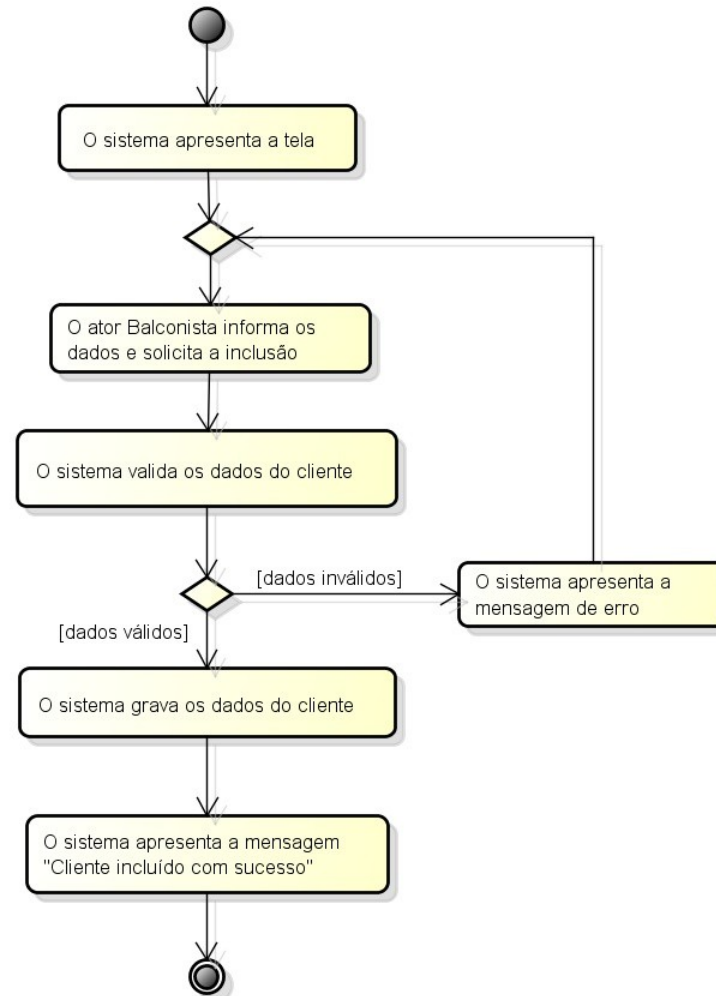 O sistema apresenta a tela
O ator Balconista informa os
dados e solicita a inclusão
O sistema valida os dados do cliente
[dados inválidos]
O sistema apresenta a
mensagem de erro
[dados válidos]
O sistema grava os dados do cliente
O sistema apresenta a mensagem
"Cliente incluído com sucesso"